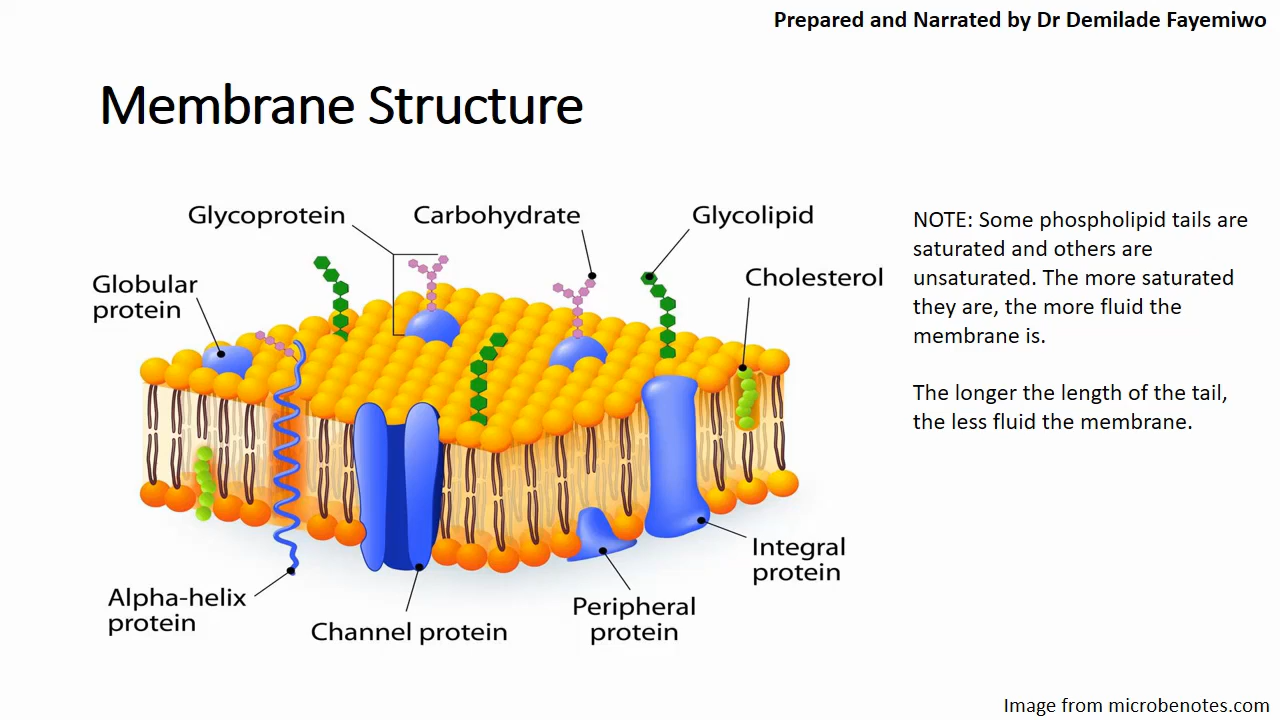 Prepared and Narrated by Dr Demilade Fayemiwo
Membrane Structure
Glycoprotein
Carbohydrate
Glycolipid
Globular
protein
Cholesterol
Alpha-helix
protein
Channel protein
Peripheral
protein
Integral
protein
NOTE: Some phospholipid tails are
saturated and others are
unsaturated. The more saturated
they are, the more fluid the
membrane is.
The longer the length of the tail,
the less fluid the membrane.
Image from microbenotes.com